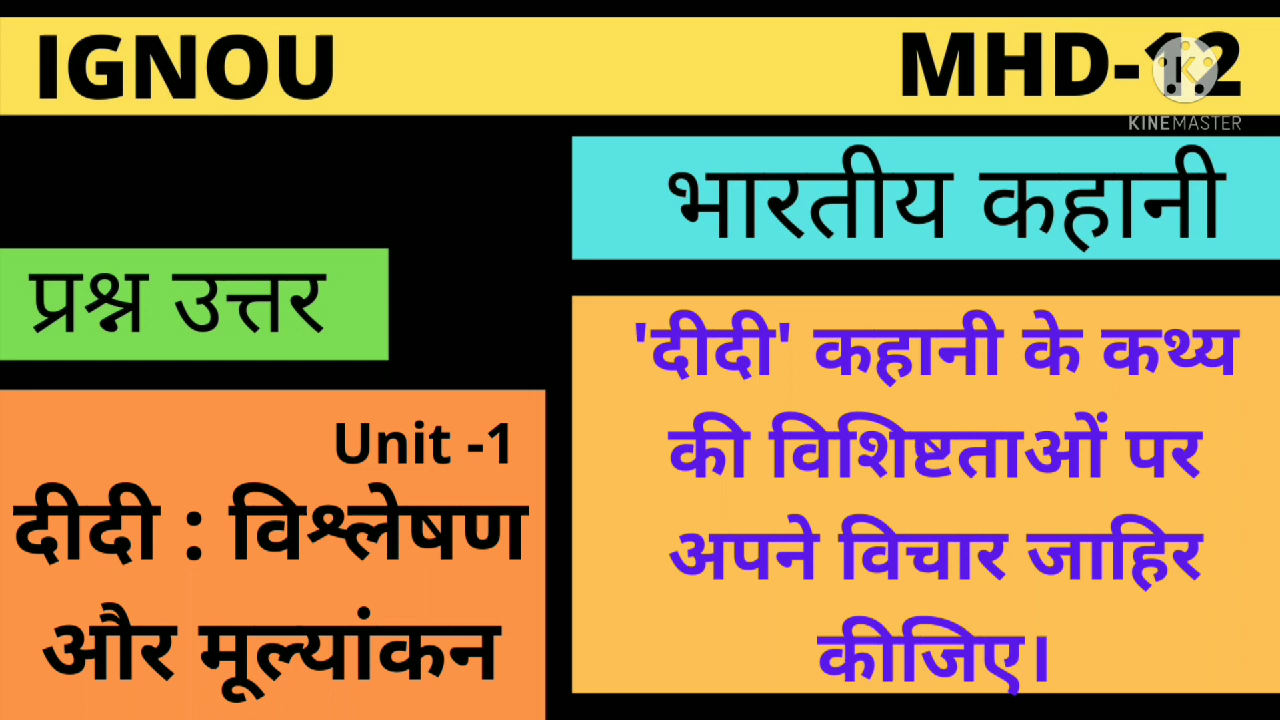 IGNOU
MHD-12
KINEMASTER
भारतीय कहानी
प्रश्न उत्तर
'दीदी' कहानी के कथ्य
की विशिष्टताओं पर
अपने विचार जाहिर
कीजिए।
Unit -1
दीदी : विश्लेषण
और मूल्यांकन